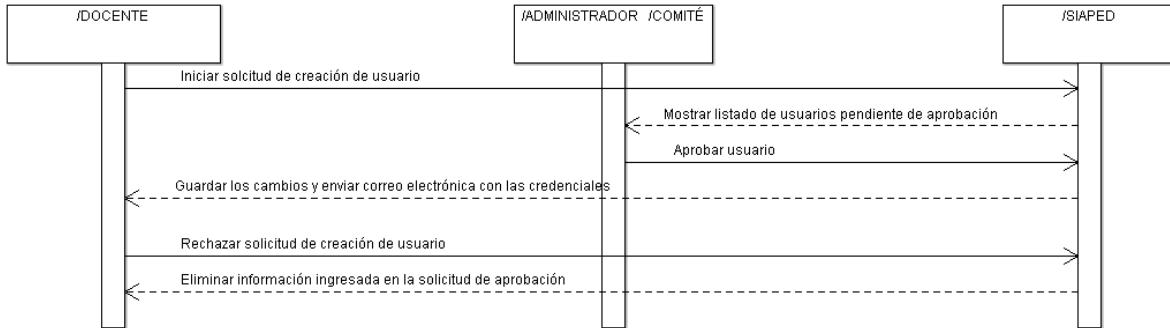 /DOCENTE
/ADMINISTRADOR /COMITÉ
/SIAPED
Iniciar solcitud de creación de usuario
Mostrar listado de usuarios pendiente de aprobación
Aprobar usuario
Guardar los cambios y enviar correo electrónica con las credenciales
Rechazar solicitud de creación de usuario
Eliminar información ingresada en la solicitud de aprobación